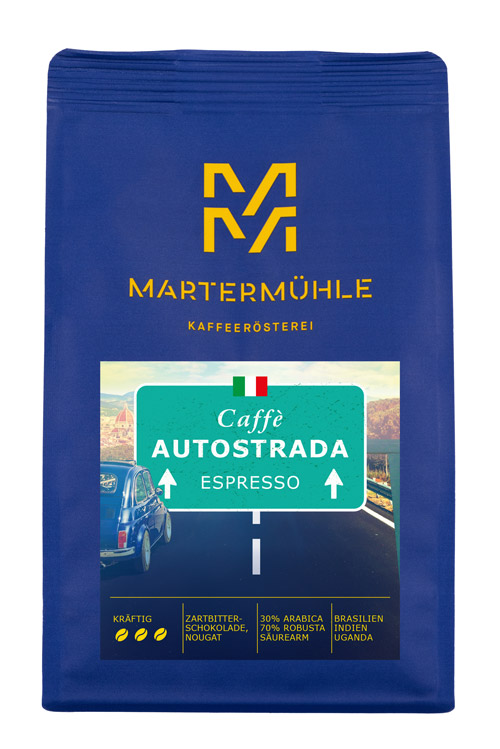 MARTERMÜHLE
KAFFEERÖSTEREI
Caffè
AUTOSTRADA
ESPRESSO
KRÄFTIG
ZARTBITTER-
SCHOKOLADE,
NOUGAT
30% ARABICA
70% ROBUSTA
SÄUREARM
BRASILIEN
INDIEN
UGANDA